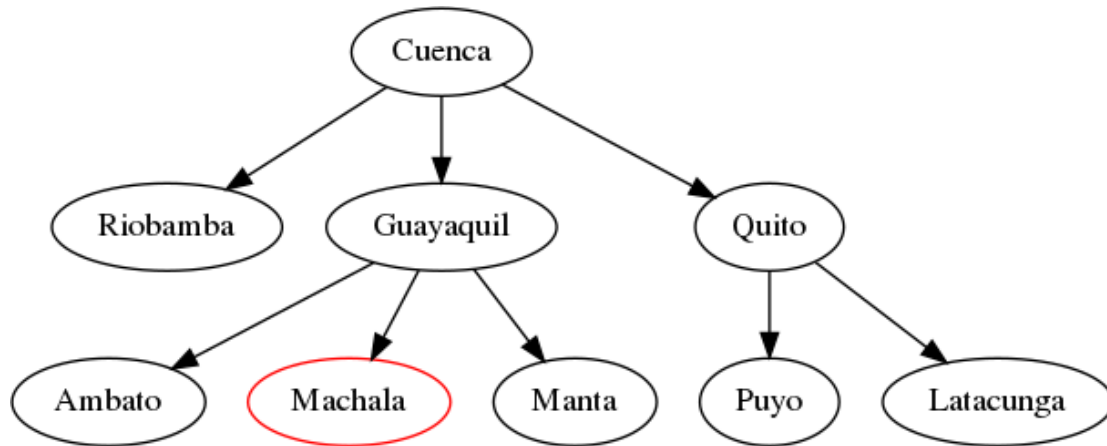 Cuenca
Riobamba
Guayaquil
Quito
Ambato
Machala
Manta
Puyo
Latacunga